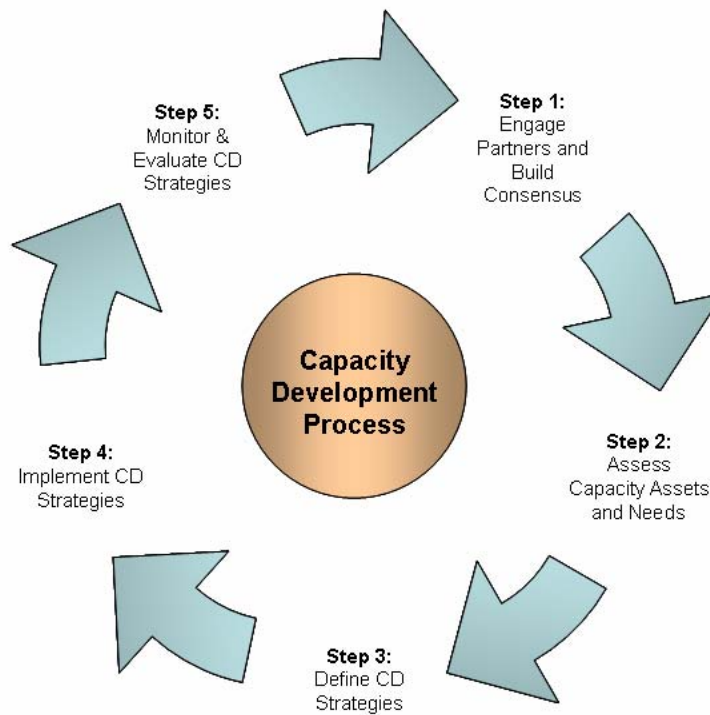 Step 1:
Engage
Partners and
Build
Consensus
Step 2:
Assess
Capacity Assets
and Needs
Step 3:
Define CD
Strategies
Step 4:
Implement CD
Strategies
Step 5:
Monitor &
Evaluate CD
Strategies
Capacity
Development
Process